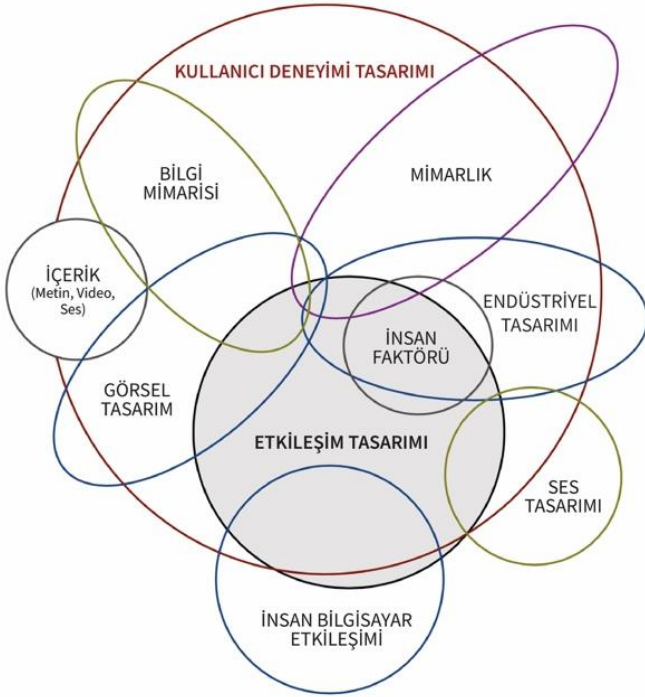 KULLANICI DENEYİMİ TASARIMI
BİLGİ
MİMARİSİ
MİMARLIK
İÇERİK
(Metin, Video,
Ses)
ENDÜSTRİYEL
TASARIMI
İNSAN
FAKTÖRÜ
GÖRSEL
TASARIM
ETKİLEŞİM TASARIMI
SES
TASARIMI
İNSAN BİLGİSAYAR
ETKİLEŞİMİ